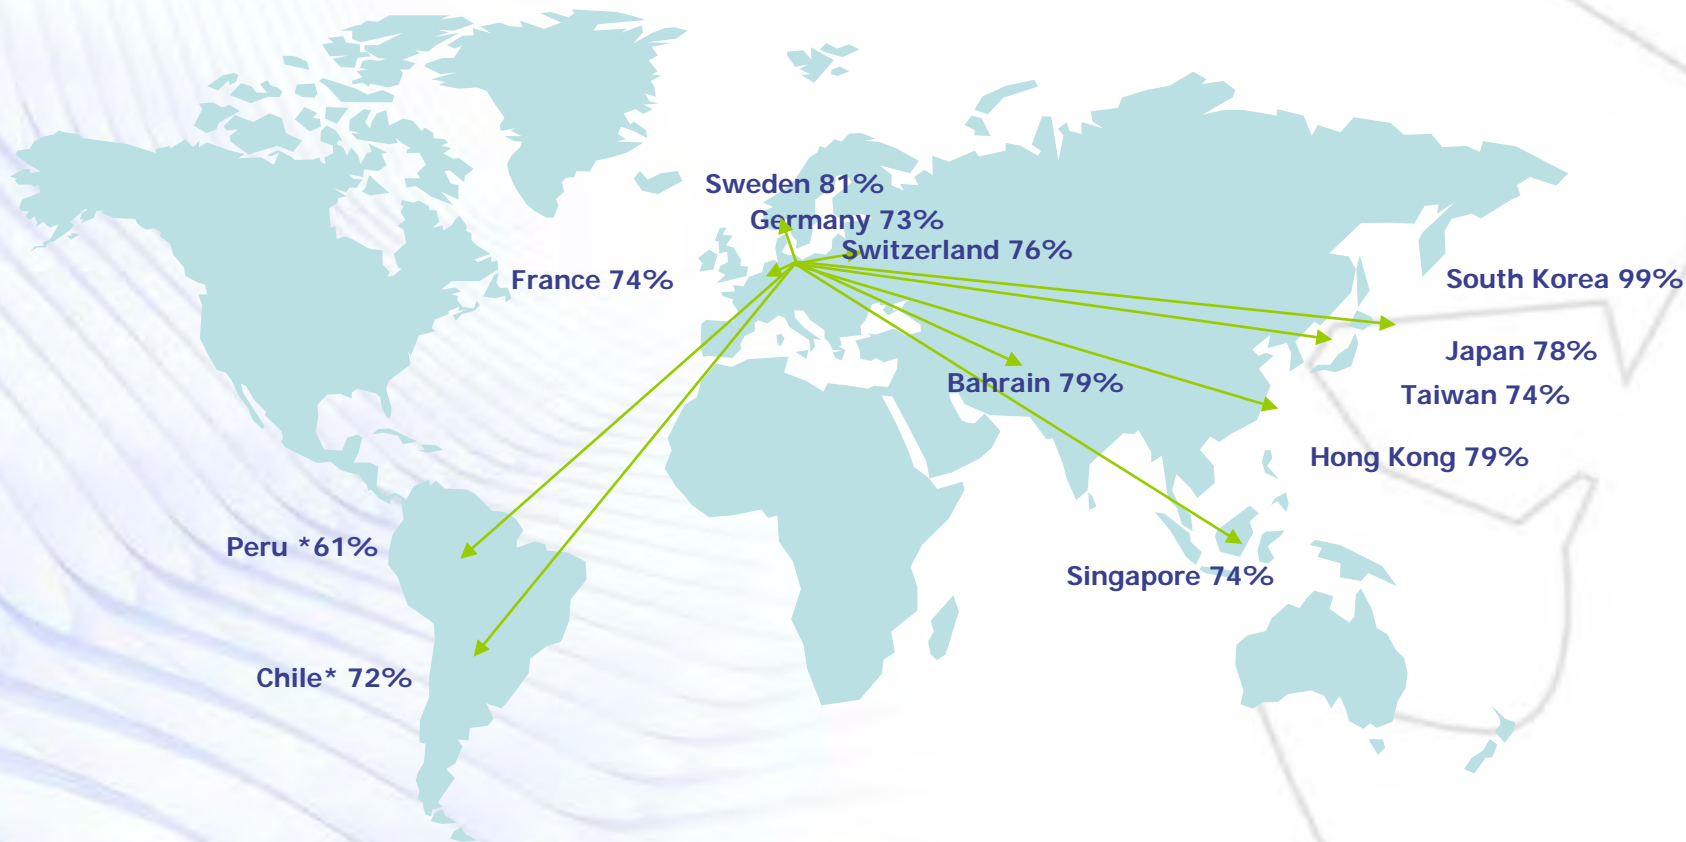 Sweden 81%
Germany 73%
Switzerland 76%
France 74%
South Korea 99%
Japan 78%
Bahrain 79%
Taiwan 74%
Hong Kong 79%
Peru *61%
Singapore 74%
Chile* 72%